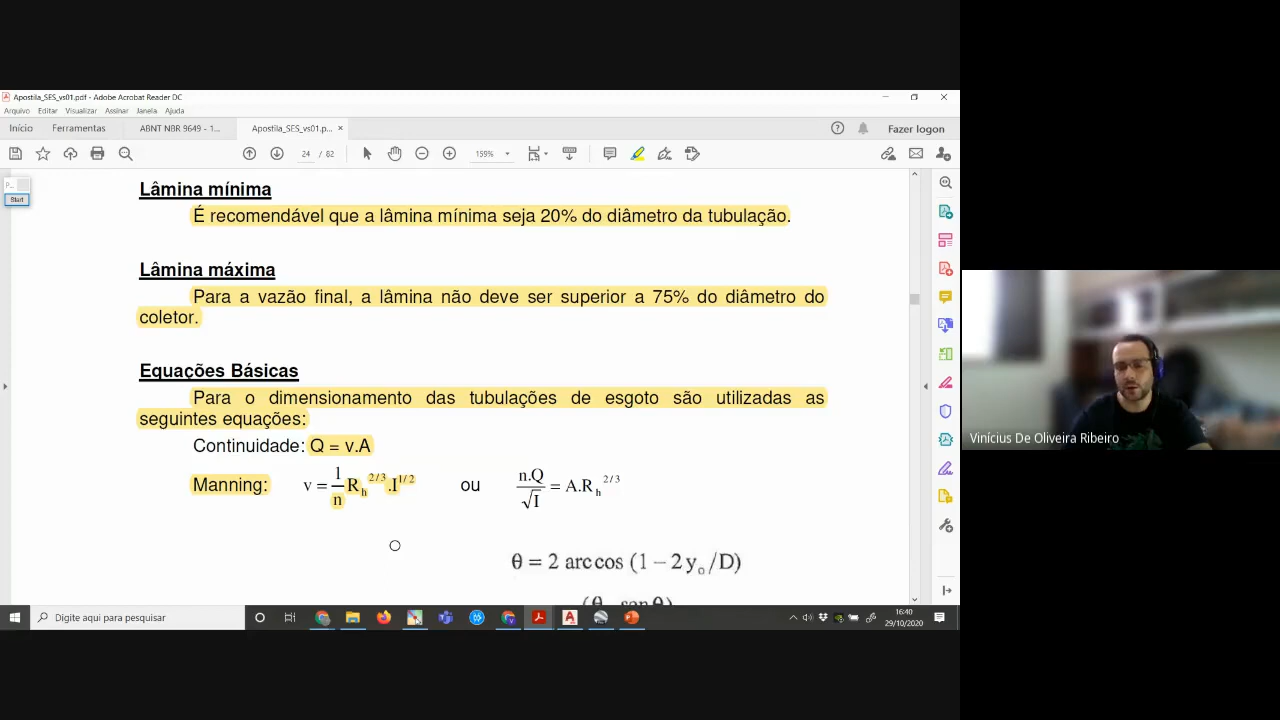 Apostila_SES_vs01.pdf - Adobe Acrobat Reader DC
Arquivo Editar Visualizar Assinar Janela Ajuda
Início Ferramentas ABNT NBR 9649 - 1... Apostila_SES_vs01.p... × Fazer logon
24 / 62 159%
Start
Lâmina mínima
É recomendável que a lâmina mínima seja 20% do diâmetro da tubulação.
Lâmina máxima
Para a vazão final, a lâmina não deve ser superior a 75% do diâmetro do
coletor.
Equações Básicas
Para o dimensionamento das tubulações de esgoto são utilizadas as
seguintes equações:
Continuidade: Q = v.A
Manning: v = 1/n R_h^2/3 .I^1/2 ou n.Q/√I = A.R_h^2/3
θ = 2 arc cos (1 – 2 y_o /D)
(θ sen θ)
Vinícius De Oliveira Ribeiro
Digite aqui para pesquisar
16:40
29/10/2020